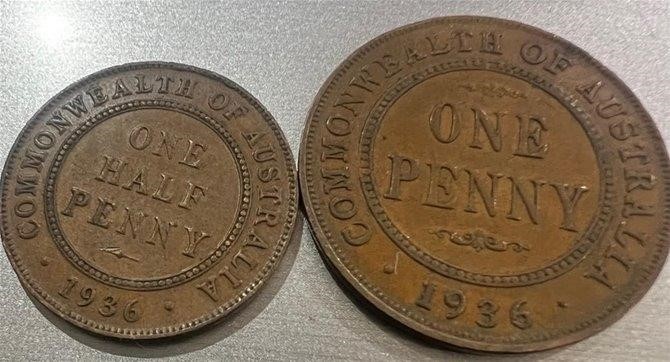 COMMONWEALTH OF AUSTRALIA
ONE
HALF
PENNY
· 1936 ·
COMMONWEALTH OF AUSTRALIA
ONE
PENNY
· 1936 ·